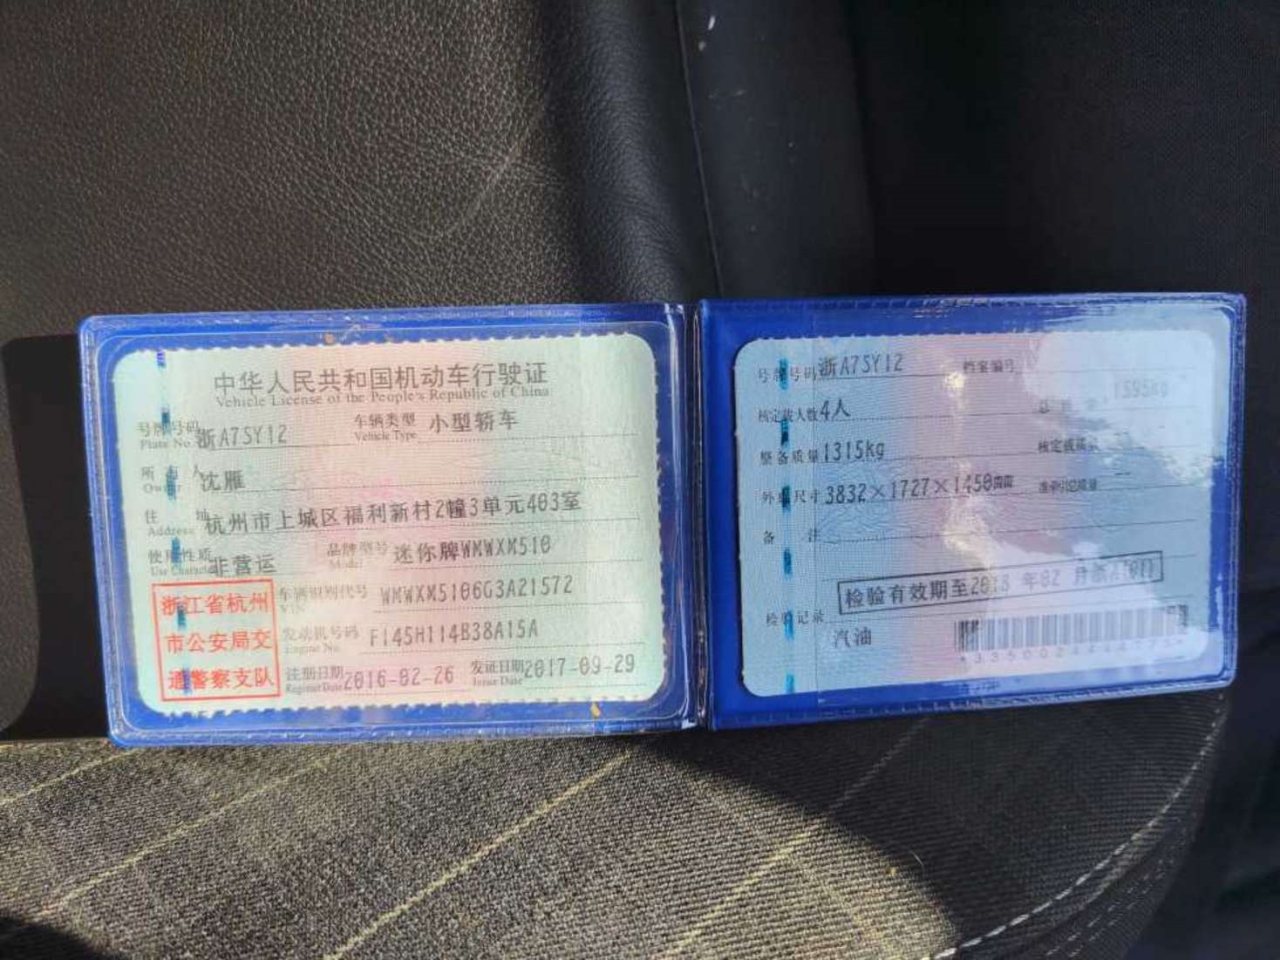 中华人民共和国机动车行驶证
Vehicle License of the People's Republic of China
号牌号码 浙A7SY12 车辆类型 小型轿车
Plate No. Vehicle Type
所有人 沈雁
Owner
住址 杭州市上城区福利新村2幢3单元403室
Address
使用性质 非营运 品牌型号 迷你牌WMWXM510
Use Character Model
浙江省杭州
市公安局交
通警察支队
车辆识别代号 WMWXM5106G3A21572
VIN
发动机号码 F145H114B38A15A
Engine No.
注册日期 2016-02-26 发证日期 2017-09-29
Register Date Issue Date
号牌号码 浙A7SY12 档案编号
核定载人数 4人 总质量 1595kg
整备质量 1315kg 核定载质量 --
外廓尺寸 3832×1727×1450mm 准牵引总质量 --
备注
检验有效期至2018年02月浙A(01)
检验记录
汽油